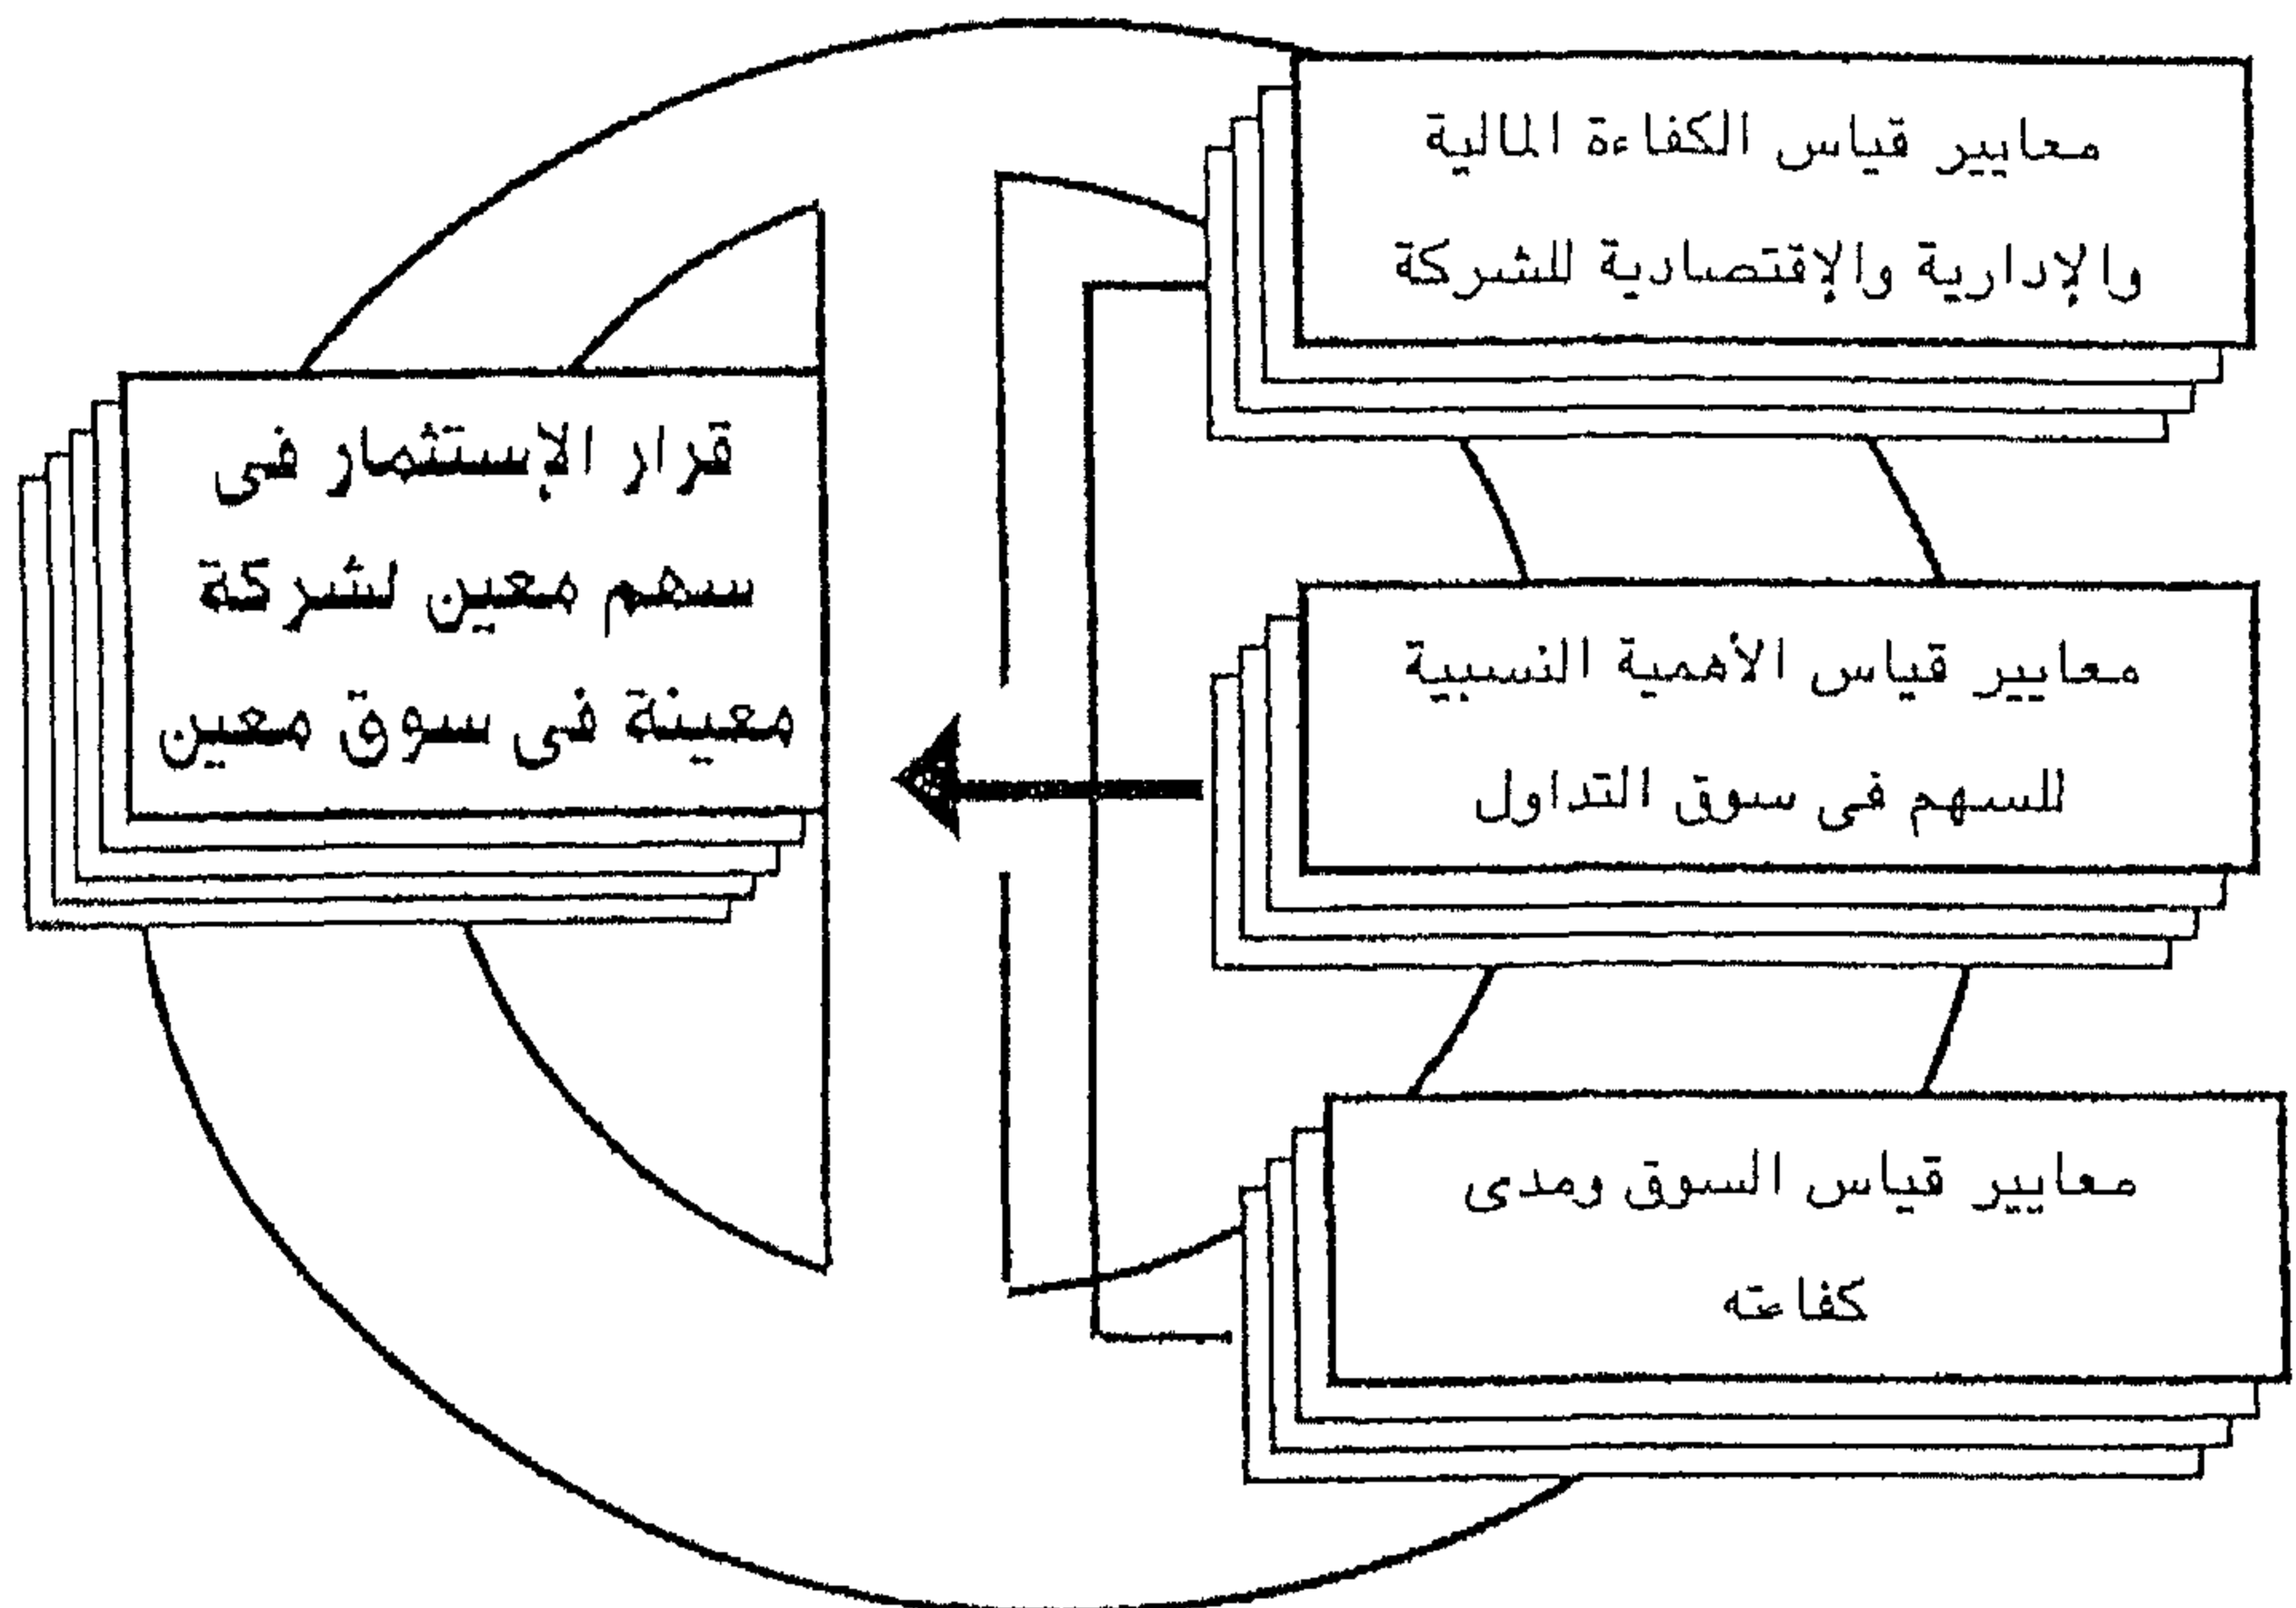 معايير قياس الكفاءة المالية
والإدارية والإقتصادية للشركة
معايير قياس الأهمية النسبية
للسهم فى سوق التداول
معايير قياس السوق ومدى
كفاءته
قرار الإستثمار فى
سهم معين لشركة
معينة فى سوق معين